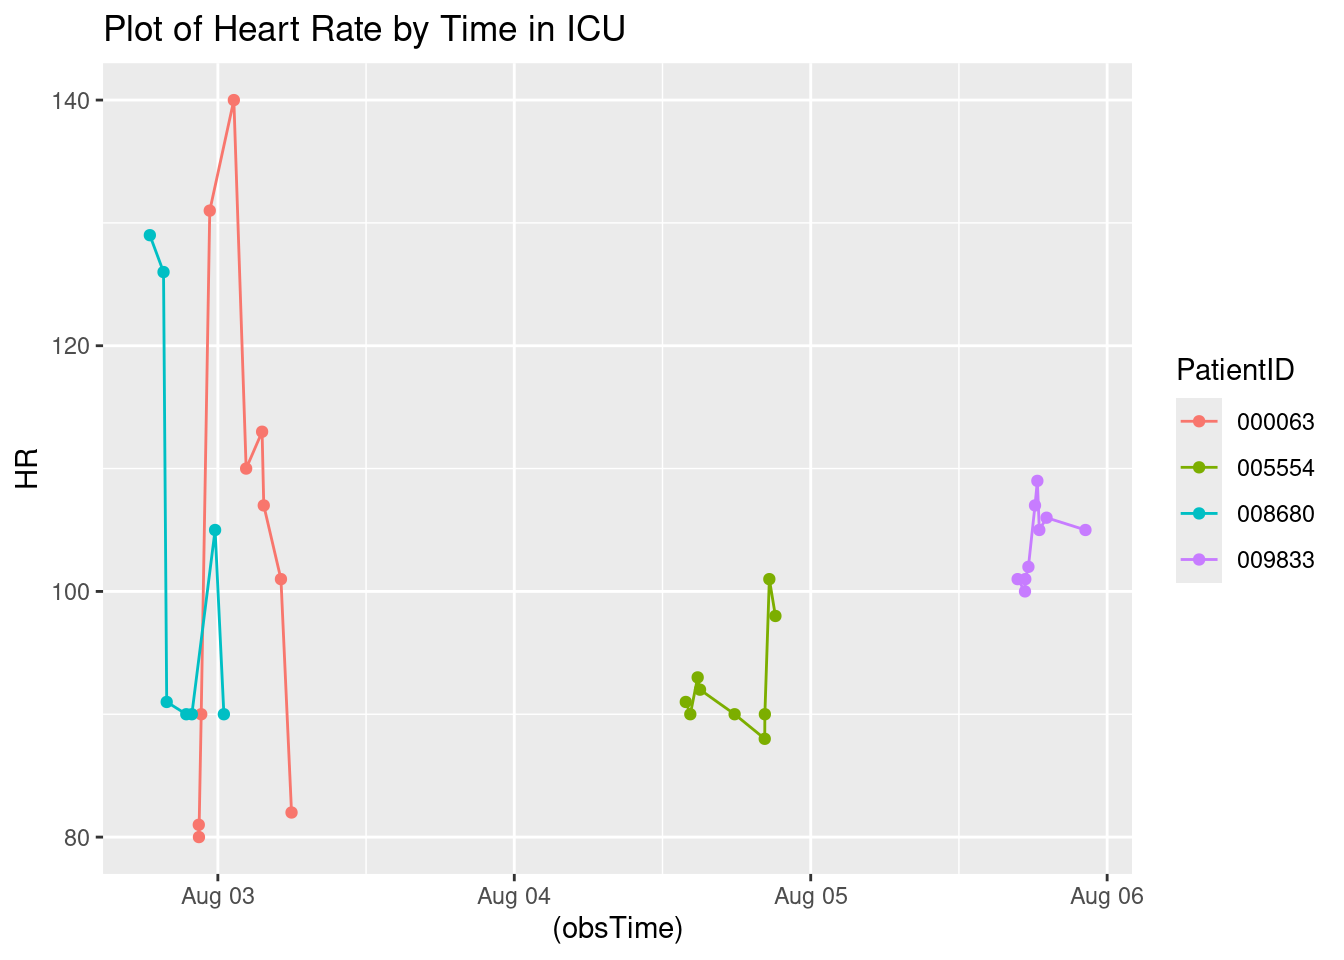 Plot of Heart Rate by Time in ICU
140
120
100
80
HR
Aug 03
Aug 04
Aug 05
Aug 06
(obsTime)
PatientID
000063
005554
008680
009833